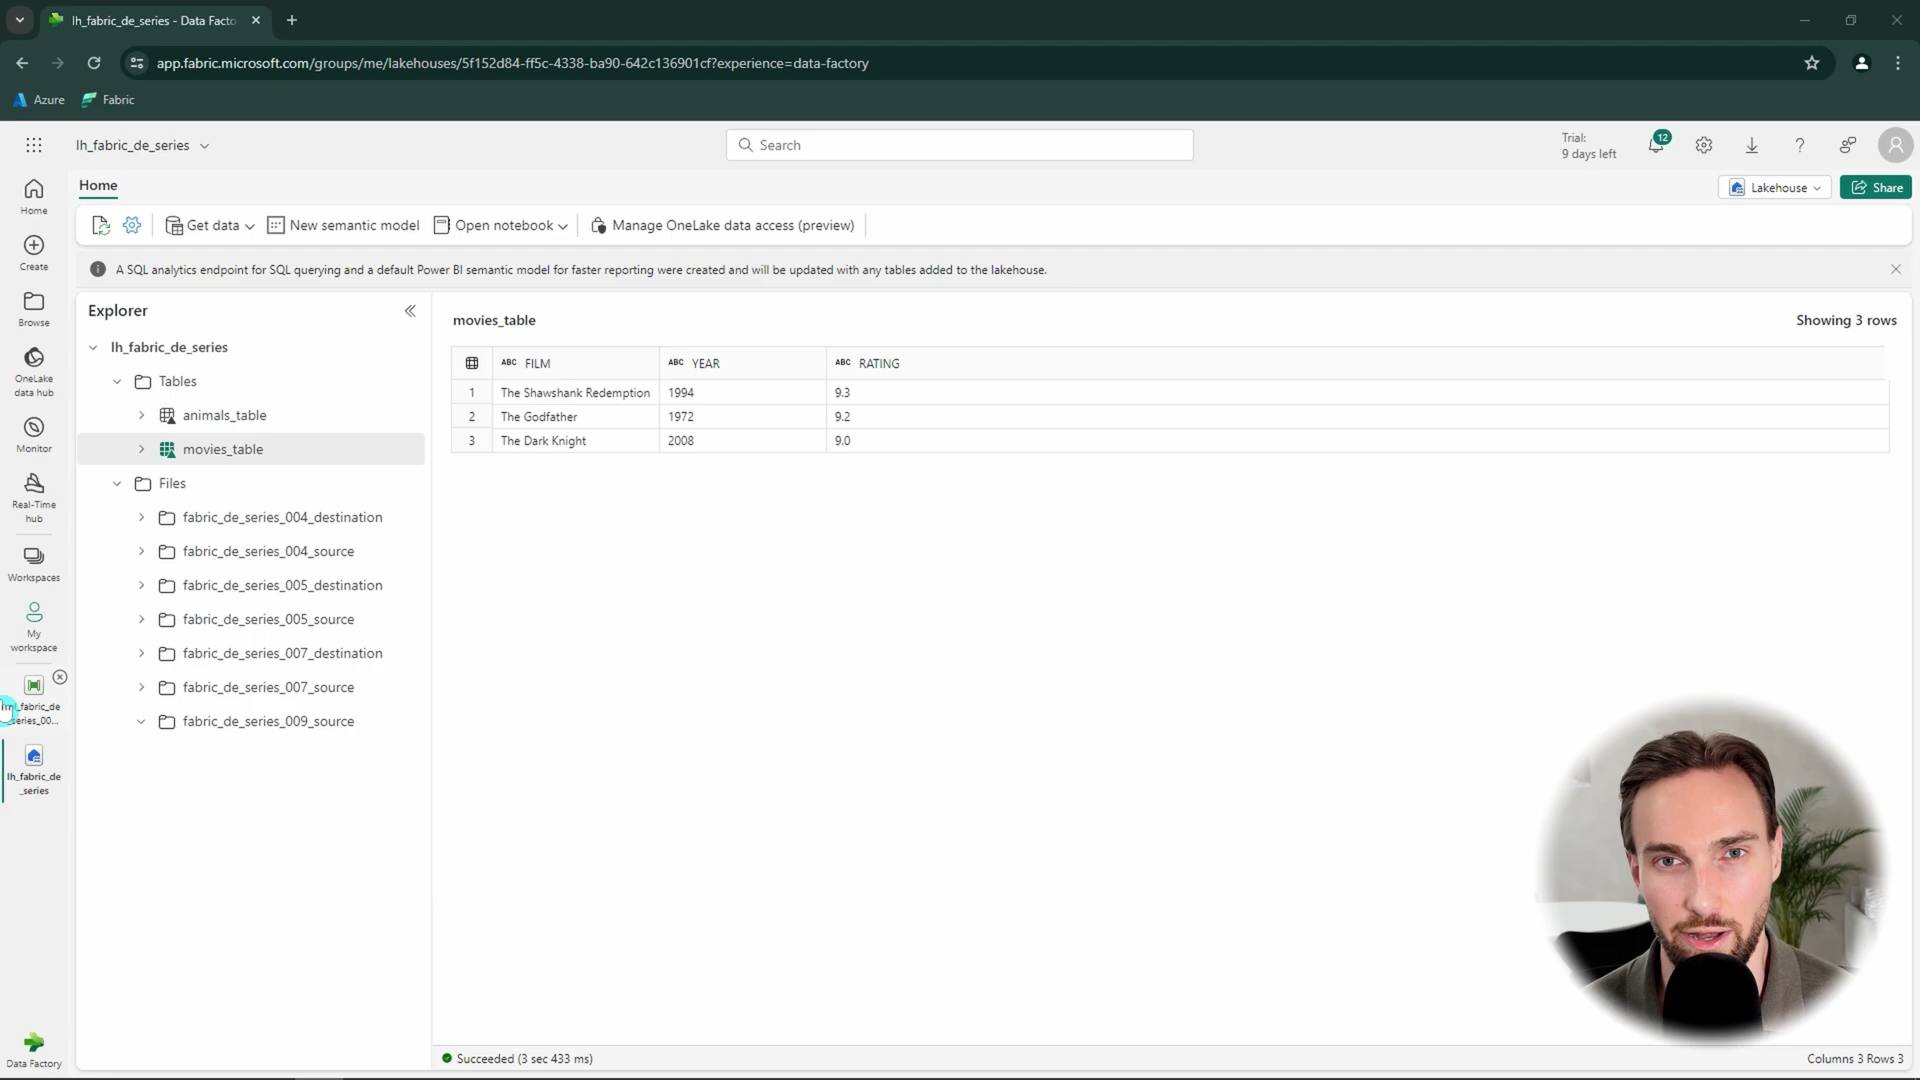 lh_fabric_de_series - Data Facto
app.fabric.microsoft.com/groups/me/lakehouses/5f152d84-ff5c-4338-ba90-642c136901cf?experience=data-factory
Azure
Fabric
lh_fabric_de_series
Search
Trial:
9 days left
12
Home
Lakehouse
Share
Get data
New semantic model
Open notebook
Manage OneLake data access (preview)
A SQL analytics endpoint for SQL querying and a default Power BI semantic model for faster reporting were created and will be updated with any tables added to the lakehouse.
Home
Create
Browse
OneLake
data hub
Monitor
Real-Time
hub
Workspaces
My
workspace
_fabric_de
series_00...
lh_fabric_de
_series
Data Factory
Explorer
lh_fabric_de_series
Tables
animals_table
movies_table
Files
fabric_de_series_004_destination
fabric_de_series_004_source
fabric_de_series_005_destination
fabric_de_series_005_source
fabric_de_series_007_destination
fabric_de_series_007_source
fabric_de_series_009_source
movies_table
Showing 3 rows
ABC FILM ABC YEAR ABC RATING
1 The Shawshank Redemption 1994 9.3
2 The Godfather 1972 9.2
3 The Dark Knight 2008 9.0
Succeeded (3 sec 433 ms)
Columns 3 Rows 3